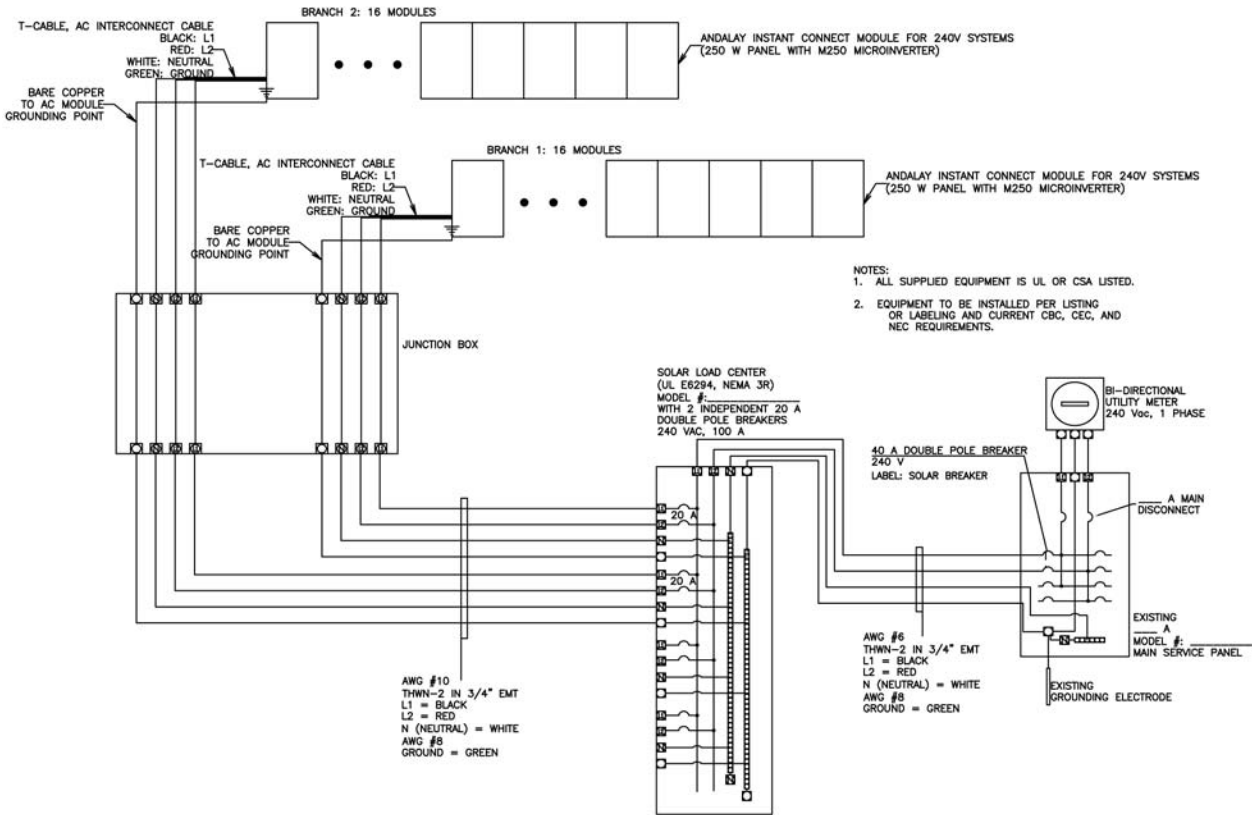 BRANCH 2: 16 MODULES
T-CABLE, AC INTERCONNECT CABLE
BLACK: L1
RED: L2
WHITE: NEUTRAL
GREEN: GROUND
ANDALAY INSTANT CONNECT MODULE FOR 240V SYSTEMS
(250 W PANEL WITH M250 MICROINVERTER)
BARE COPPER
TO AC MODULE
GROUNDING POINT
BRANCH 1: 16 MODULES
T-CABLE, AC INTERCONNECT CABLE
BLACK: L1
RED: L2
WHITE: NEUTRAL
GREEN: GROUND
ANDALAY INSTANT CONNECT MODULE FOR 240V SYSTEMS
(250 W PANEL WITH M250 MICROINVERTER)
BARE COPPER
TO AC MODULE
GROUNDING POINT
NOTES:
1. ALL SUPPLIED EQUIPMENT IS UL OR CSA LISTED.
2. EQUIPMENT TO BE INSTALLED PER LISTING
OR LABELING AND CURRENT CBC, CEC, AND
NEC REQUIREMENTS.
JUNCTION BOX
SOLAR LOAD CENTER
(UL E6294, NEMA 3R)
MODEL #:______________
WITH 2 INDEPENDENT 20 A
DOUBLE POLE BREAKERS
240 VAC, 100 A
BI-DIRECTIONAL
UTILITY METER
240 Vac, 1 PHASE
40 A DOUBLE POLE BREAKER
240 V
LABEL: SOLAR BREAKER
____ A MAIN
DISCONNECT
20 A
20 A
AWG #10
THWN-2 IN 3/4" EMT
L1 = BLACK
L2 = RED
N (NEUTRAL) = WHITE
AWG #8
GROUND = GREEN
AWG #6
THWN-2 IN 3/4" EMT
L1 = BLACK
L2 = RED
N (NEUTRAL) = WHITE
AWG #8
GROUND = GREEN
EXISTING
____ A
MODEL #: __________
MAIN SERVICE PANEL
EXISTING
GROUNDING ELECTRODE